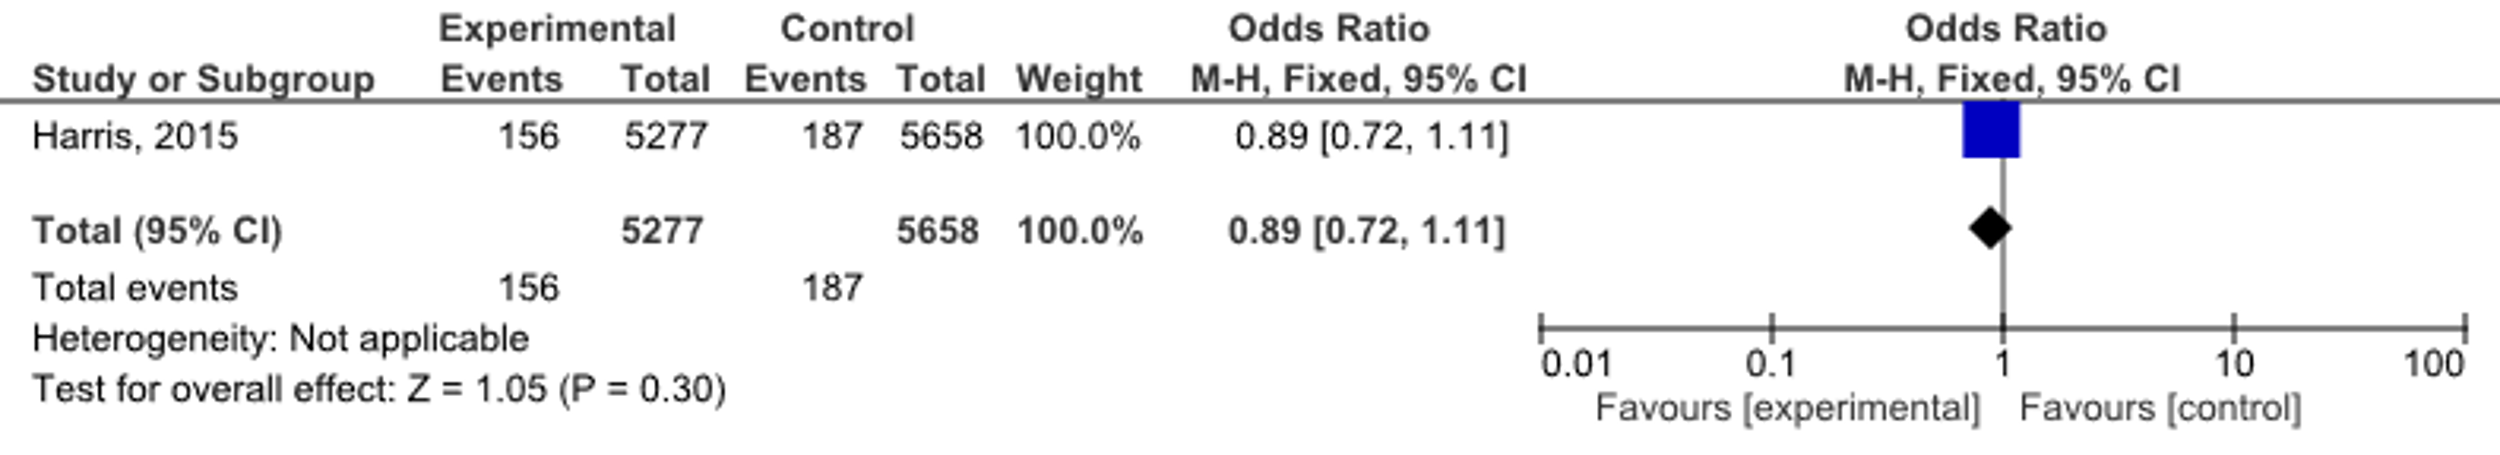 Experimental Control Odds Ratio Odds Ratio
Study or Subgroup Events Total Events Total Weight M-H, Fixed, 95% CI M-H, Fixed, 95% CI
Harris, 2015 156 5277 187 5658 100.0% 0.89 [0.72, 1.11]
Total (95% CI) 5277 5658 100.0% 0.89 [0.72, 1.11]
Total events 156 187
Heterogeneity: Not applicable
Test for overall effect: Z = 1.05 (P = 0.30)
0.01 0.1 1 10 100
Favours [experimental] Favours [control]